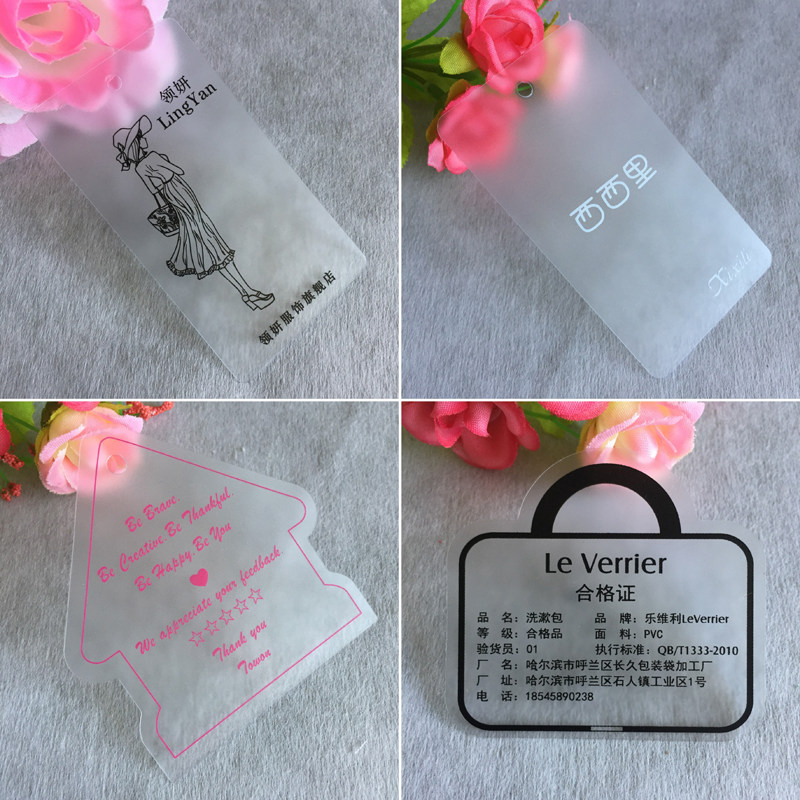 领妍
LingYan
领妍服饰旗舰店
西西里
Xixili
Be Brave.
Be Creative.Be Thankful.
Be Happy.Be You.
We appreciate your feedback.
Thank you
Towon
Le Verrier
合格证
品 名：洗漱包 品 牌：乐维利LeVerrier
等 级：合格品 面 料：PVC
验货员：01 执行标准：QB/T1333-2010
厂 名：哈尔滨市呼兰区长久包装袋加工厂
厂 址：哈尔滨市呼兰区石人镇工业区1号
电 话：18545890238